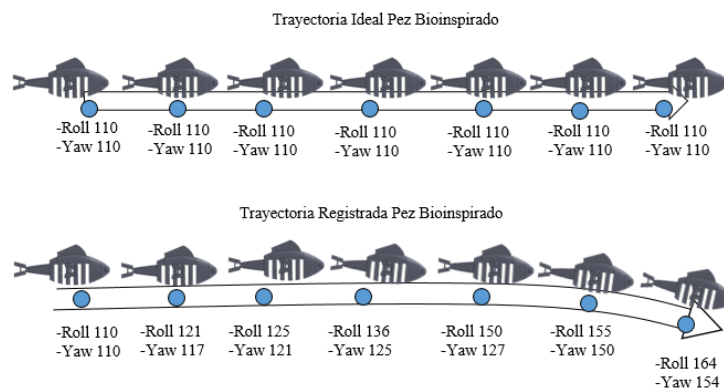 Trayectoria Ideal Pez Bioinspirado
-Roll 110
-Yaw 110
-Roll 110
-Yaw 110
-Roll 110
-Yaw 110
-Roll 110
-Yaw 110
-Roll 110
-Yaw 110
-Roll 110
-Yaw 110
-Roll 110
-Yaw 110
Trayectoria Registrada Pez Bioinspirado
-Roll 110
-Yaw 110
-Roll 121
-Yaw 117
-Roll 125
-Yaw 121
-Roll 136
-Yaw 125
-Roll 150
-Yaw 127
-Roll 155
-Yaw 150
-Roll 164
-Yaw 154